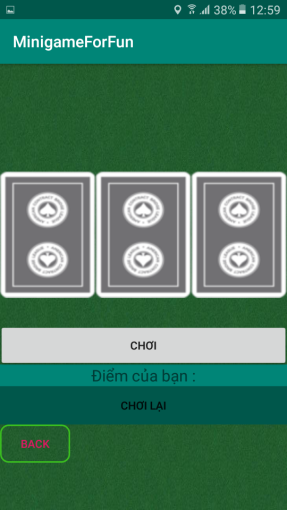 38% 12:59
MinigameForFun
CHƠI
Điểm của bạn :
CHƠI LẠI
BACK